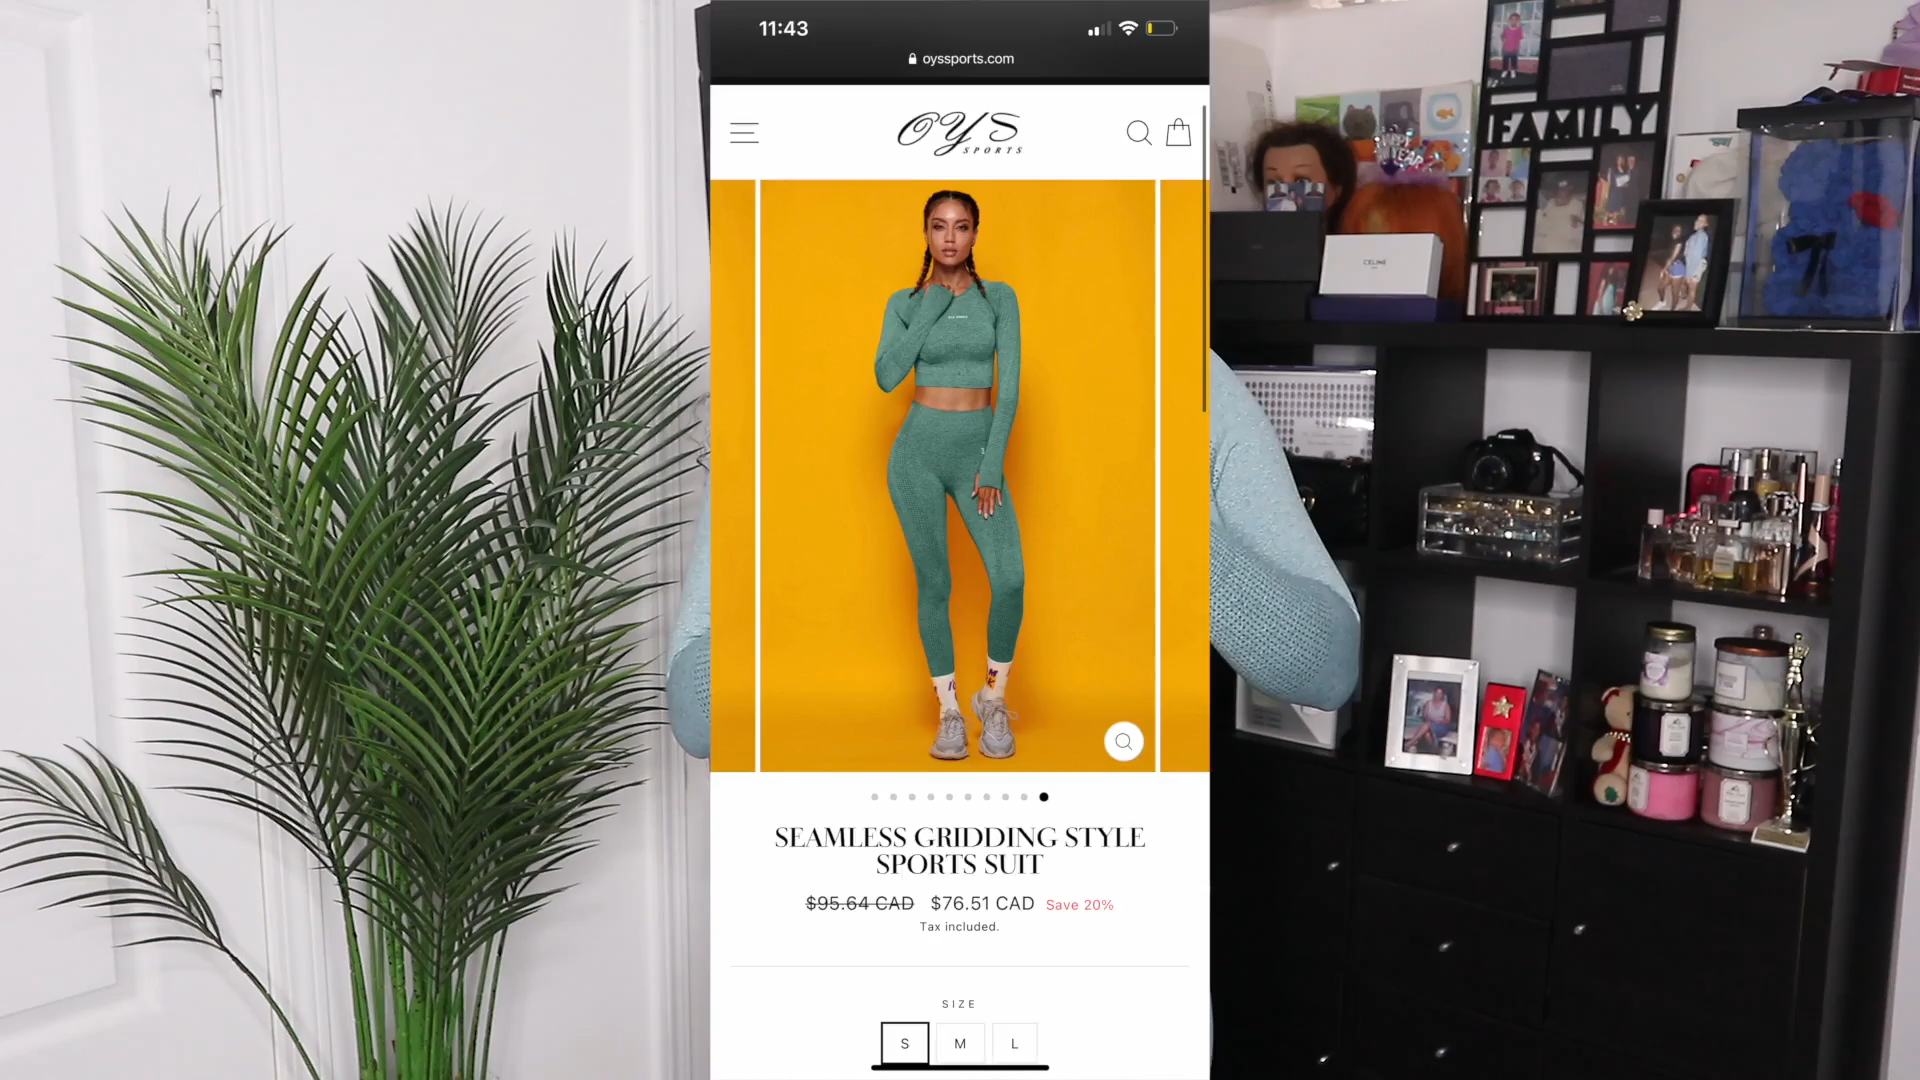 11:43
oyssports.com
OYS
SPORTS
FAMILY
CELINE
SEAMLESS GRIDDING STYLE
SPORTS SUIT
$95.64 CAD $76.51 CAD Save 20%
Tax included.
SIZE
S M L